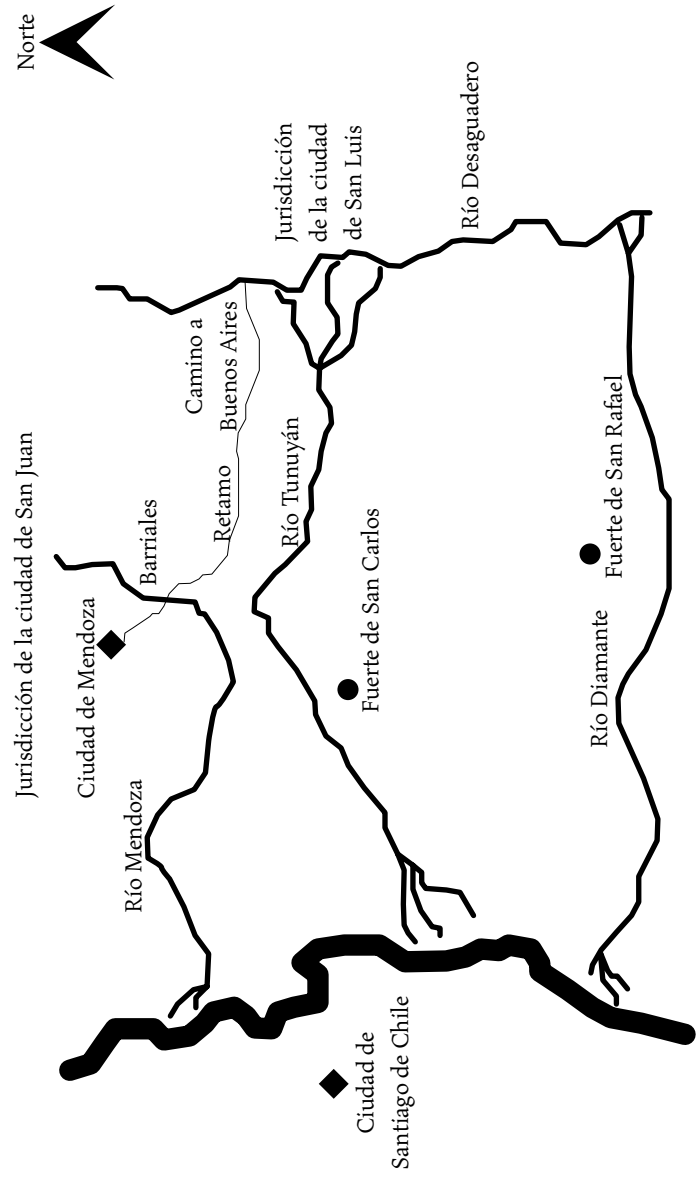 Norte
Jurisdicción de la ciudad de San Juan
Ciudad de Mendoza
Río Mendoza
Barriales
Camino a
Buenos Aires
Retamo
Jurisdicción
de la ciudad
de San Luis
Río Tunuyán
Fuerte de San Carlos
Ciudad de
Santiago de Chile
Río Desaguadero
Fuerte de San Rafael
Río Diamante